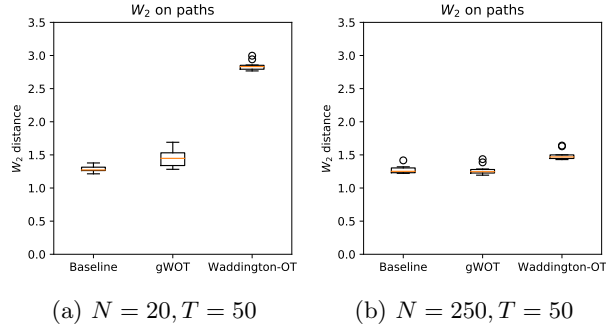 W₂ on paths
W₂ distance
3.5
3.0
2.5
2.0
1.5
1.0
0.5
0.0
Baseline gWOT Waddington-OT
(a) N = 20, T = 50
W₂ on paths
W₂ distance
3.5
3.0
2.5
2.0
1.5
1.0
0.5
0.0
Baseline gWOT Waddington-OT
(b) N = 250, T = 50